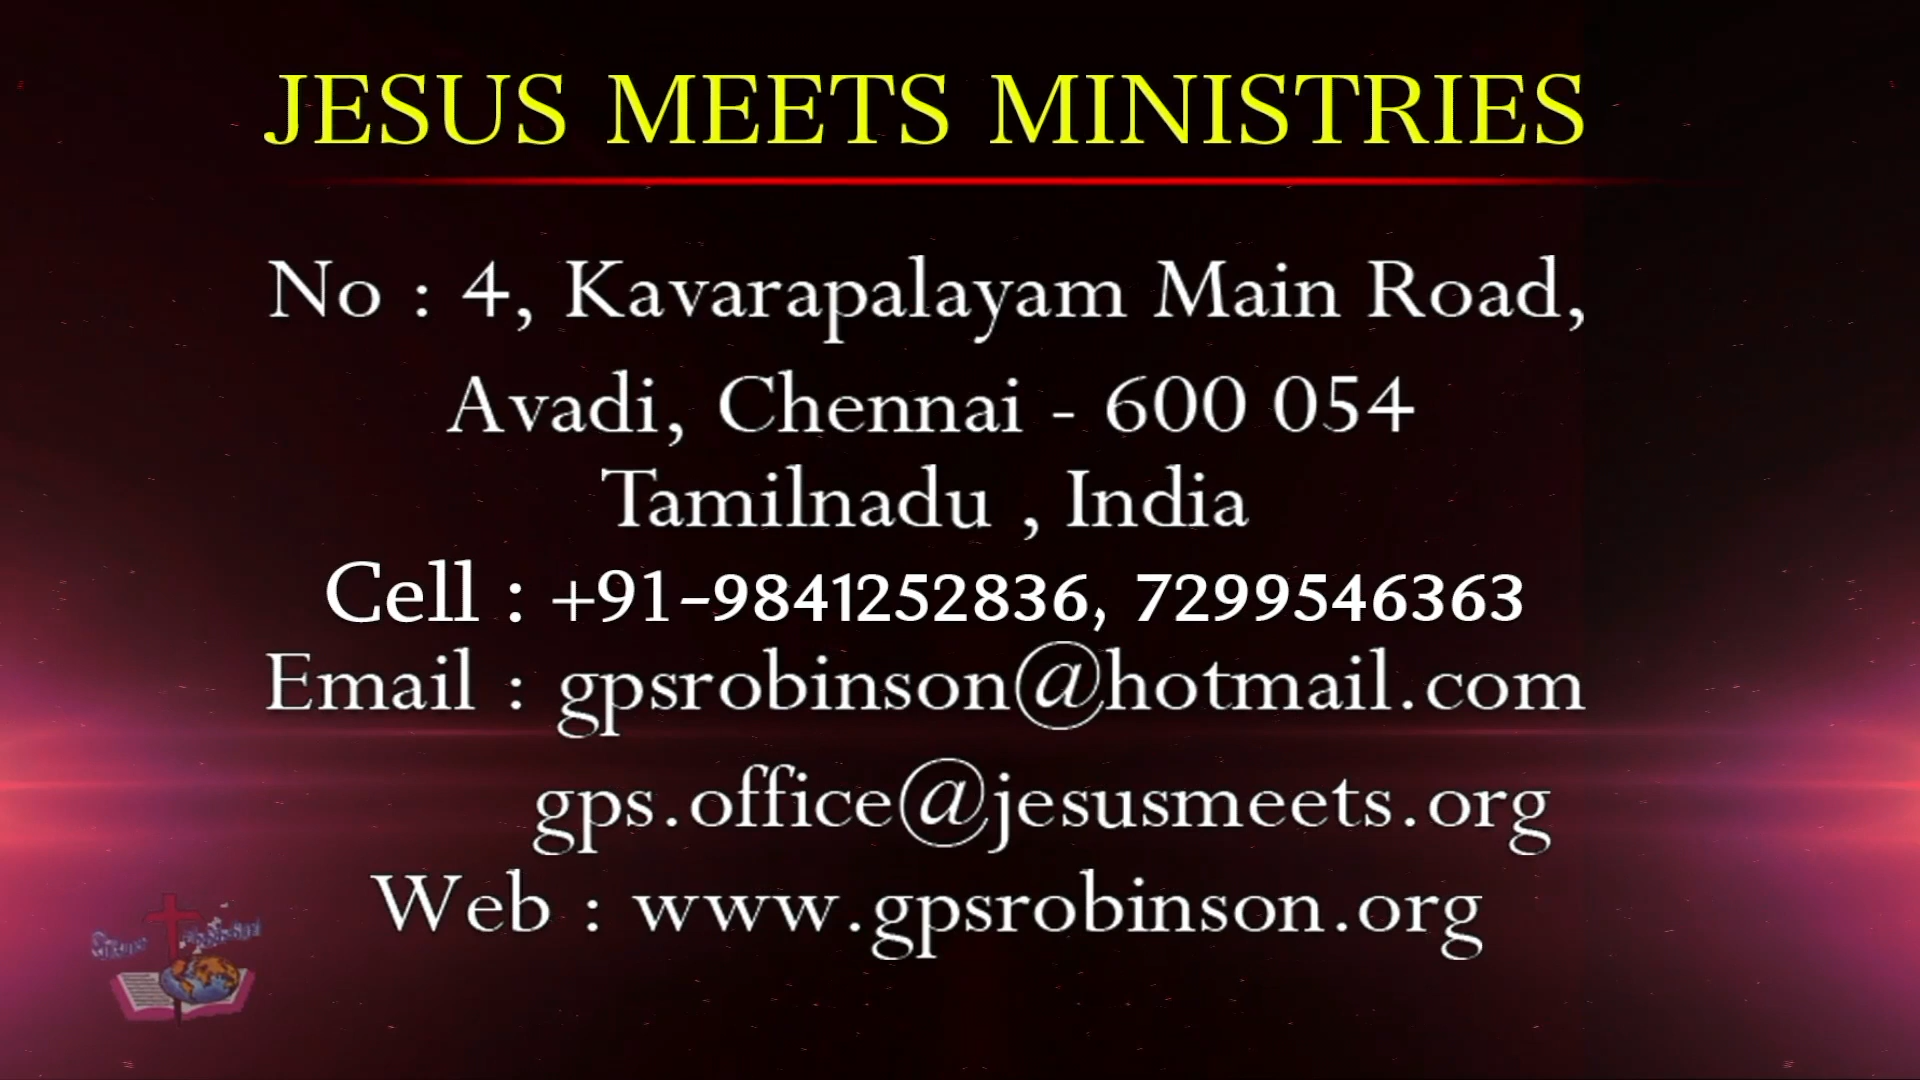 JESUS MEETS MINISTRIES
No : 4, Kavarapalayam Main Road,
Avadi, Chennai - 600 054
Tamilnadu , India
Cell : +91-9841252836, 7299546363
Email : gpsrobinson@hotmail.com
gps.office@jesusmeets.org
Web : www.gpsrobinson.org